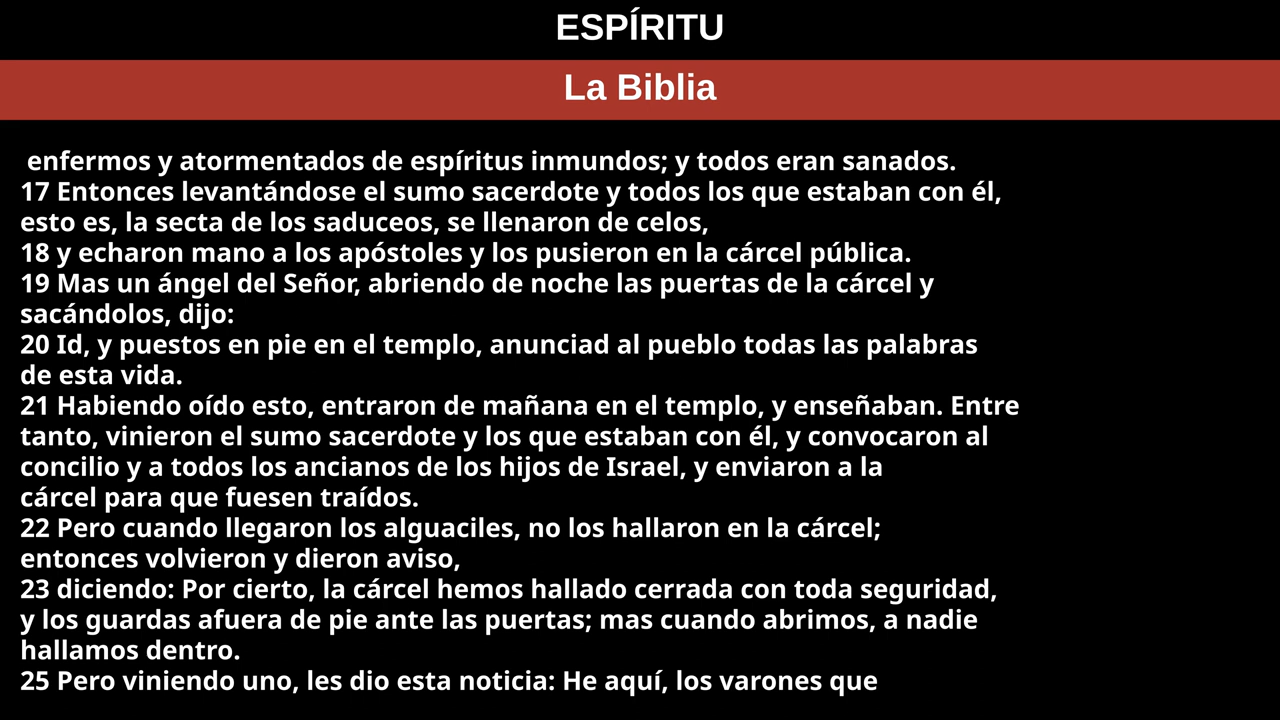 ESPÍRITU
La Biblia
enfermos y atormentados de espíritus inmundos; y todos eran sanados.
17 Entonces levantándose el sumo sacerdote y todos los que estaban con él,
esto es, la secta de los saduceos, se llenaron de celos,
18 y echaron mano a los apóstoles y los pusieron en la cárcel pública.
19 Mas un ángel del Señor, abriendo de noche las puertas de la cárcel y
sacándolos, dijo:
20 Id, y puestos en pie en el templo, anunciad al pueblo todas las palabras
de esta vida.
21 Habiendo oído esto, entraron de mañana en el templo, y enseñaban. Entre
tanto, vinieron el sumo sacerdote y los que estaban con él, y convocaron al
concilio y a todos los ancianos de los hijos de Israel, y enviaron a la
cárcel para que fuesen traídos.
22 Pero cuando llegaron los alguaciles, no los hallaron en la cárcel;
entonces volvieron y dieron aviso,
23 diciendo: Por cierto, la cárcel hemos hallado cerrada con toda seguridad,
y los guardas afuera de pie ante las puertas; mas cuando abrimos, a nadie
hallamos dentro.
25 Pero viniendo uno, les dio esta noticia: He aquí, los varones que